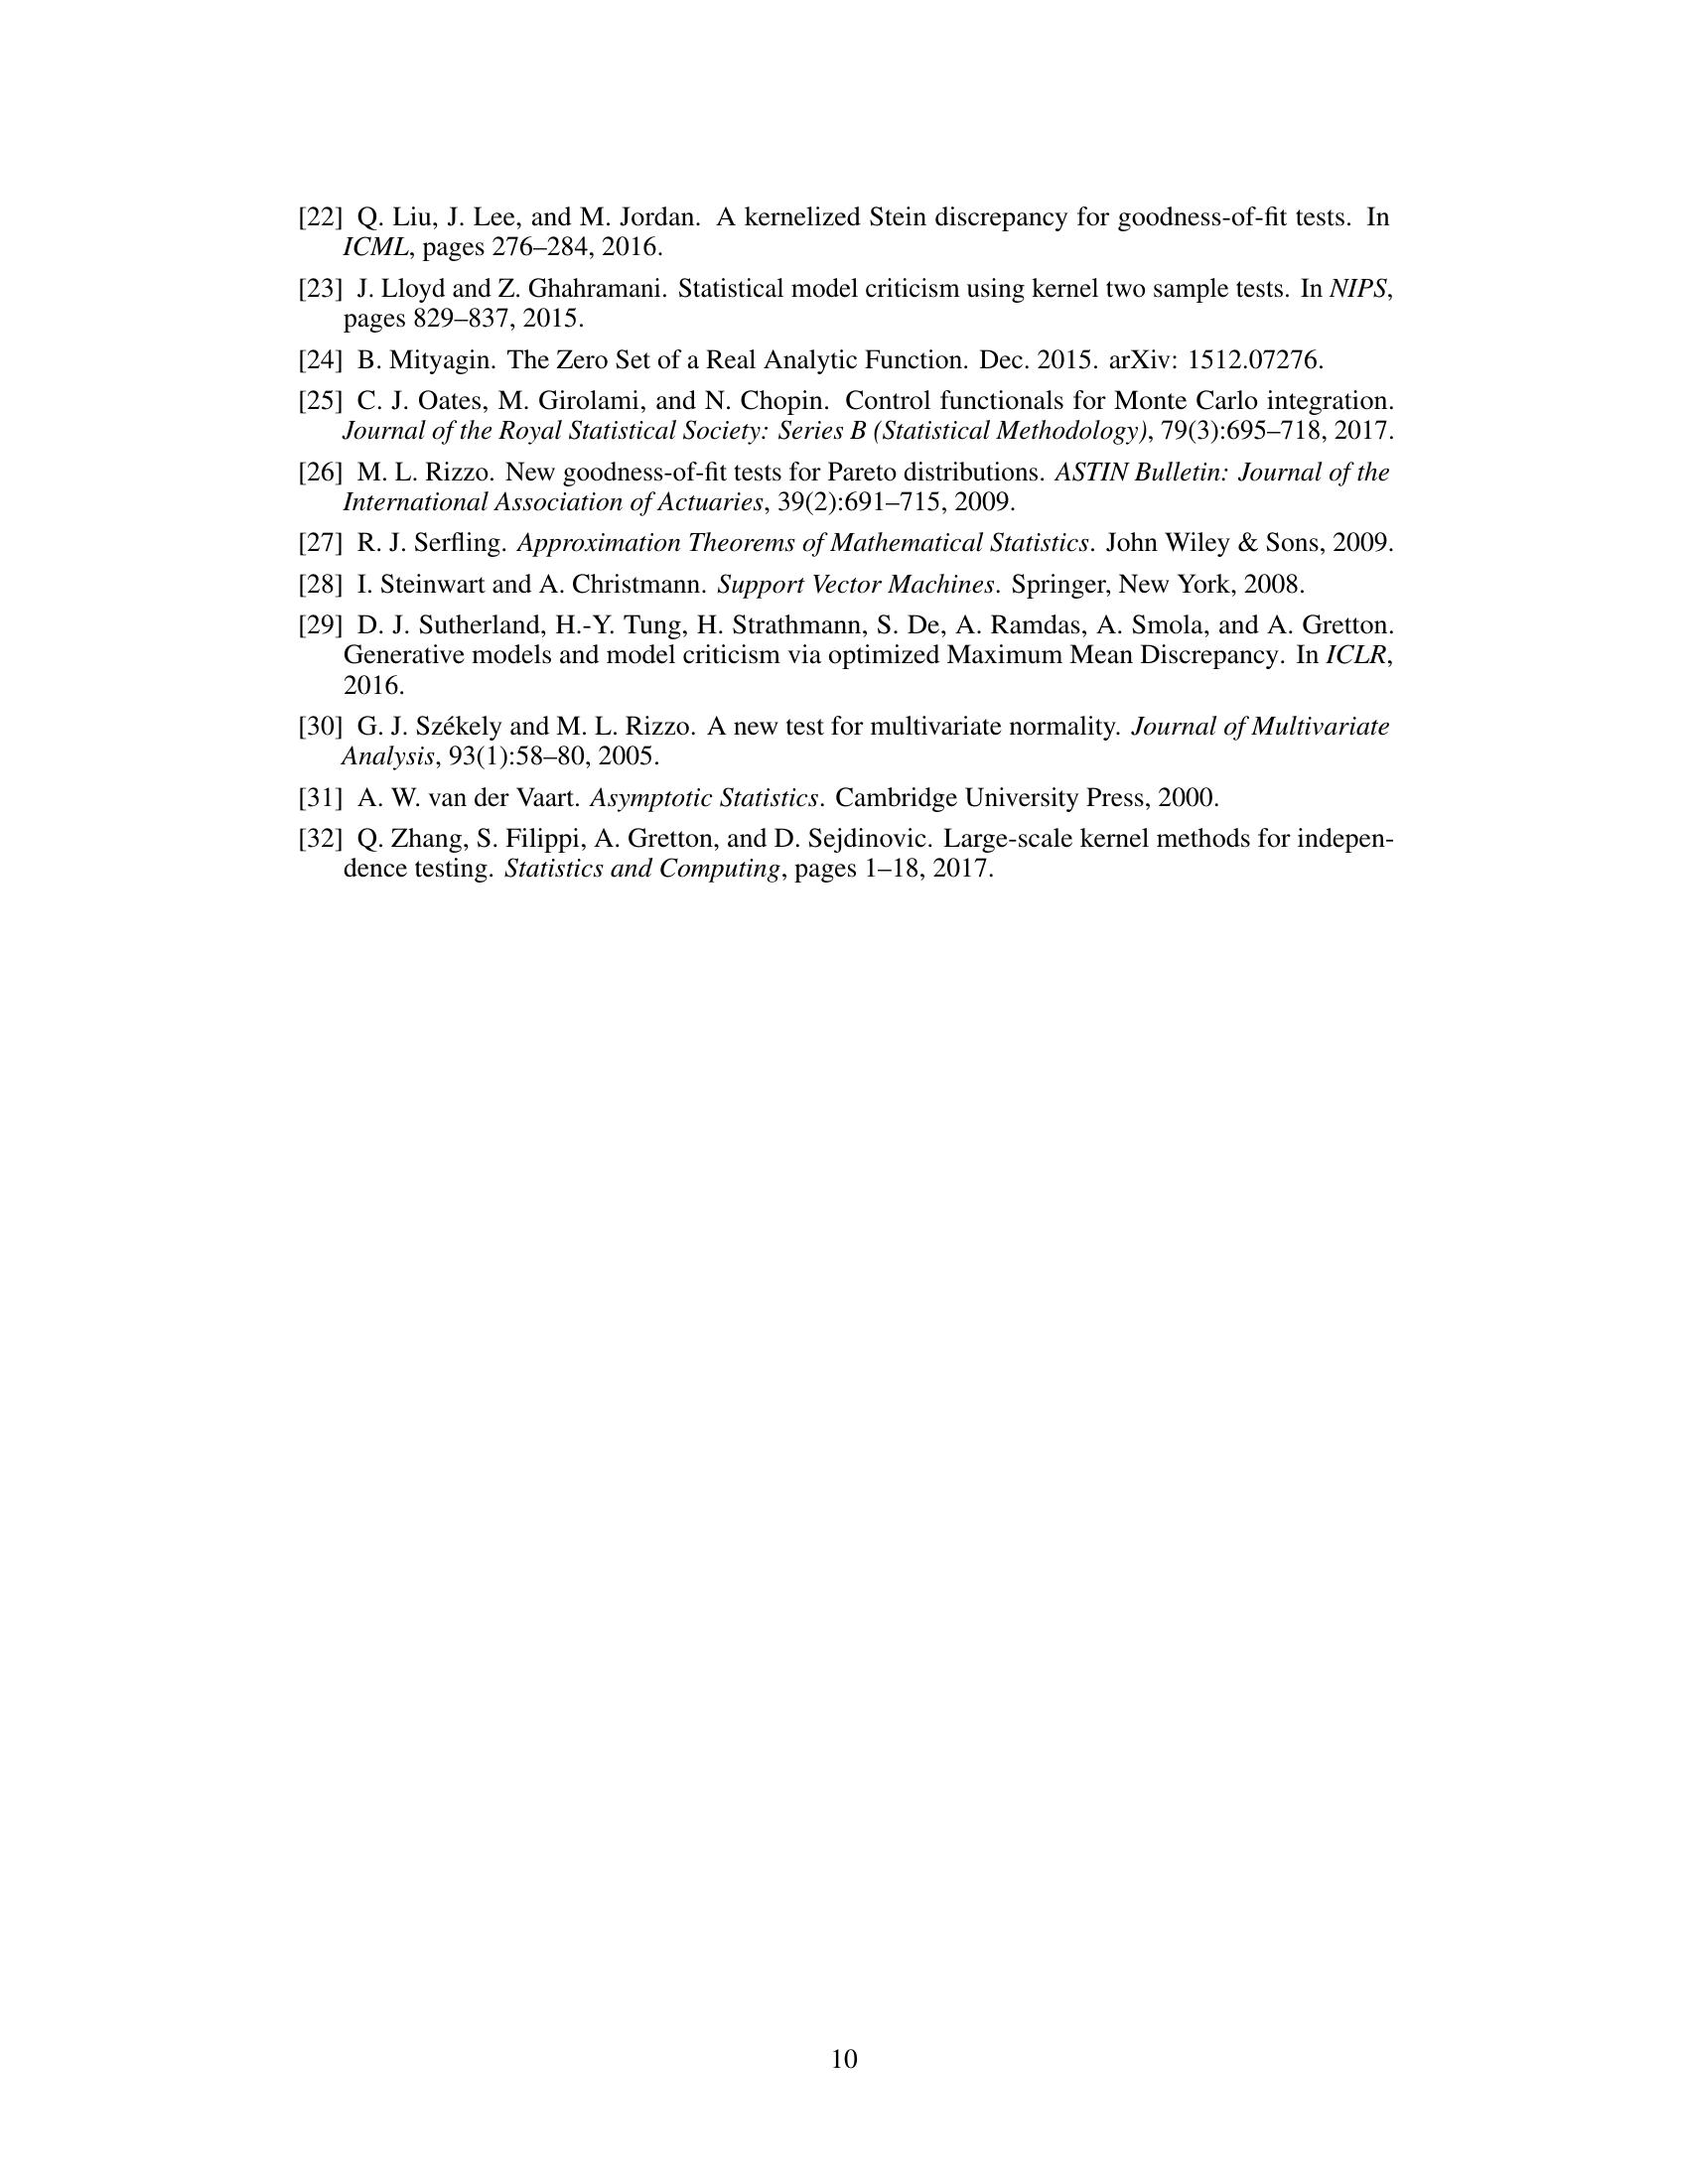 [22] Q. Liu, J. Lee, and M. Jordan. A kernelized Stein discrepancy for goodness-of-fit tests. In
ICML, pages 276–284, 2016.
[23] J. Lloyd and Z. Ghahramani. Statistical model criticism using kernel two sample tests. In NIPS,
pages 829–837, 2015.
[24] B. Mityagin. The Zero Set of a Real Analytic Function. Dec. 2015. arXiv: 1512.07276.
[25] C. J. Oates, M. Girolami, and N. Chopin. Control functionals for Monte Carlo integration.
Journal of the Royal Statistical Society: Series B (Statistical Methodology), 79(3):695–718, 2017.
[26] M. L. Rizzo. New goodness-of-fit tests for Pareto distributions. ASTIN Bulletin: Journal of the
International Association of Actuaries, 39(2):691–715, 2009.
[27] R. J. Serfling. Approximation Theorems of Mathematical Statistics. John Wiley & Sons, 2009.
[28] I. Steinwart and A. Christmann. Support Vector Machines. Springer, New York, 2008.
[29] D. J. Sutherland, H.-Y. Tung, H. Strathmann, S. De, A. Ramdas, A. Smola, and A. Gretton.
Generative models and model criticism via optimized Maximum Mean Discrepancy. In ICLR,
2016.
[30] G. J. Székely and M. L. Rizzo. A new test for multivariate normality. Journal of Multivariate
Analysis, 93(1):58–80, 2005.
[31] A. W. van der Vaart. Asymptotic Statistics. Cambridge University Press, 2000.
[32] Q. Zhang, S. Filippi, A. Gretton, and D. Sejdinovic. Large-scale kernel methods for indepen-
dence testing. Statistics and Computing, pages 1–18, 2017.
10